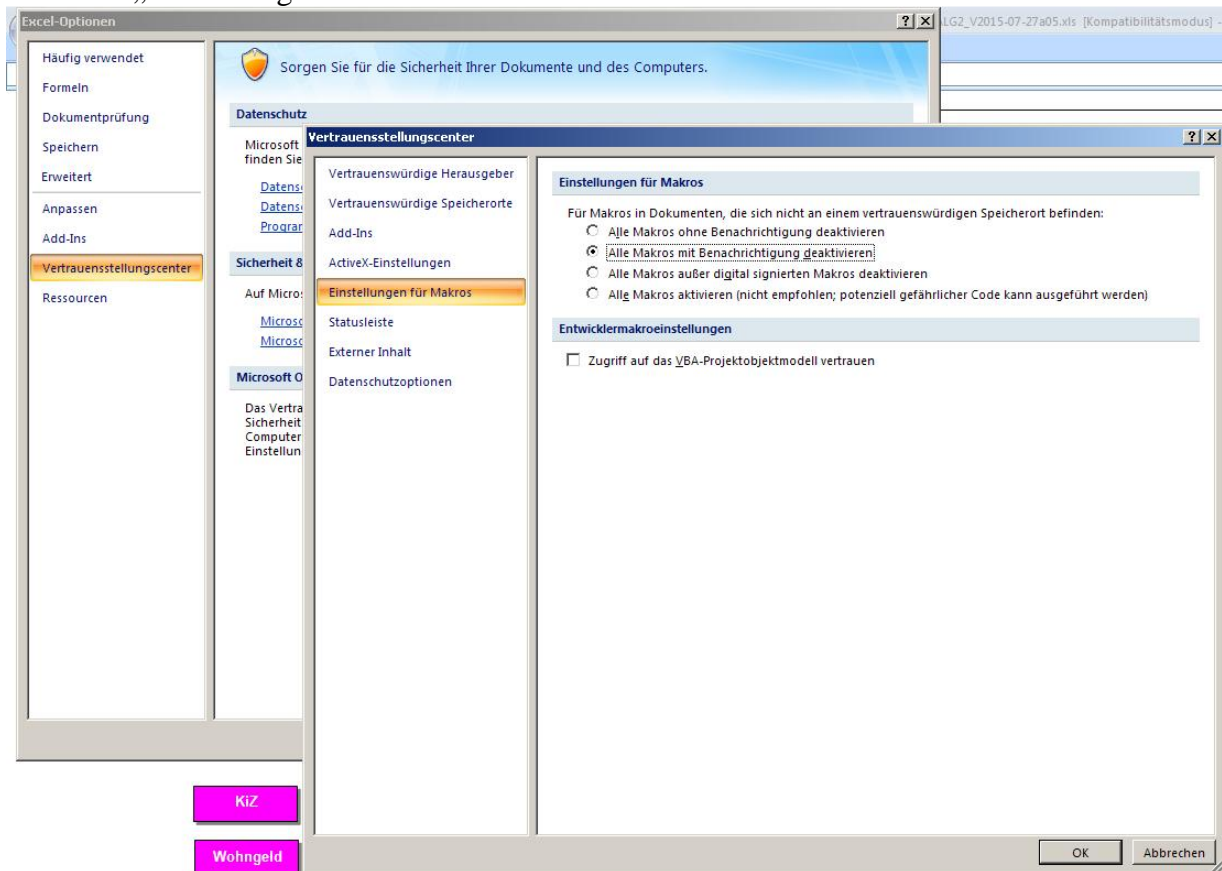 Excel-Optionen
LG2_V2015-07-27a05.xls [Kompatibilitätsmodus] -
Häufig verwendet
Formeln
Dokumentprüfung
Speichern
Erweitert
Anpassen
Add-Ins
Vertrauensstellungscenter
Ressourcen
Sorgen Sie für die Sicherheit Ihrer Dokumente und des Computers.
Datenschutz
Microsoft
finden Sie
Datens
Datens
Program
Sicherheit &
Auf Micros
Microsc
Microsc
Microsoft O
Das Vertra
Sicherheit
Computer
Einstellun
Vertrauensstellungscenter
Vertrauenswürdige Herausgeber
Vertrauenswürdige Speicherorte
Add-Ins
ActiveX-Einstellungen
Einstellungen für Makros
Statusleiste
Externer Inhalt
Datenschutzoptionen
Einstellungen für Makros
Für Makros in Dokumenten, die sich nicht an einem vertrauenswürdigen Speicherort befinden:
Alle Makros ohne Benachrichtigung deaktivieren
Alle Makros mit Benachrichtigung deaktivieren
Alle Makros außer digital signierten Makros deaktivieren
Alle Makros aktivieren (nicht empfohlen; potenziell gefährlicher Code kann ausgeführt werden)
Entwicklermakroeinstellungen
Zugriff auf das VBA-Projektobjektmodell vertrauen
KiZ
Wohngeld
OK
Abbrechen